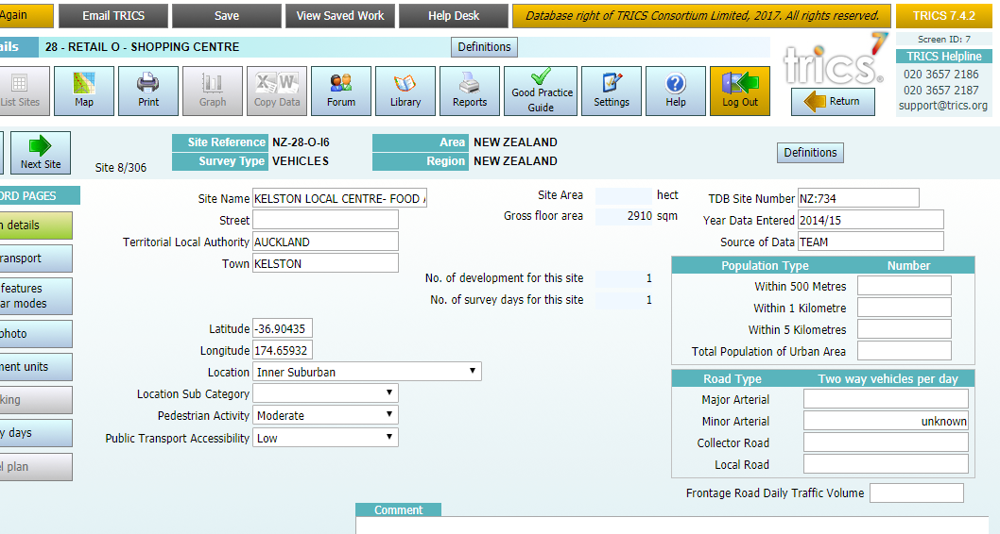 Again Email TRICS Save View Saved Work Help Desk Database right of TRICS Consortium Limited, 2017. All rights reserved. TRICS 7.4.2
ails 28 - RETAIL O - SHOPPING CENTRE Definitions
trics 7®
Screen ID: 7
TRICS Helpline
020 3657 2186
020 3657 2187
support@trics.org
List Sites Map Print Graph Copy Data Forum Library Reports Good Practice Guide Settings Help Log Out Return
Next Site Site 8/306
Site Reference NZ-28-O-I6 Area NEW ZEALAND
Survey Type VEHICLES Region NEW ZEALAND
Definitions
ORD PAGES
n details
ransport
features
ar modes
photo
ment units
king
y days
el plan
Site Name KELSTON LOCAL CENTRE- FOOD
Street
Territorial Local Authority AUCKLAND
Town KELSTON
Site Area hect
Gross floor area 2910 sqm
No. of development for this site 1
No. of survey days for this site 1
Latitude -36.90435
Longitude 174.65932
Location Inner Suburban
Location Sub Category
Pedestrian Activity Moderate
Public Transport Accessibility Low
TDB Site Number NZ:734
Year Data Entered 2014/15
Source of Data TEAM
Population Type Number
Within 500 Metres
Within 1 Kilometre
Within 5 Kilometres
Total Population of Urban Area
Road Type Two way vehicles per day
Major Arterial
Minor Arterial unknown
Collector Road
Local Road
Frontage Road Daily Traffic Volume
Comment